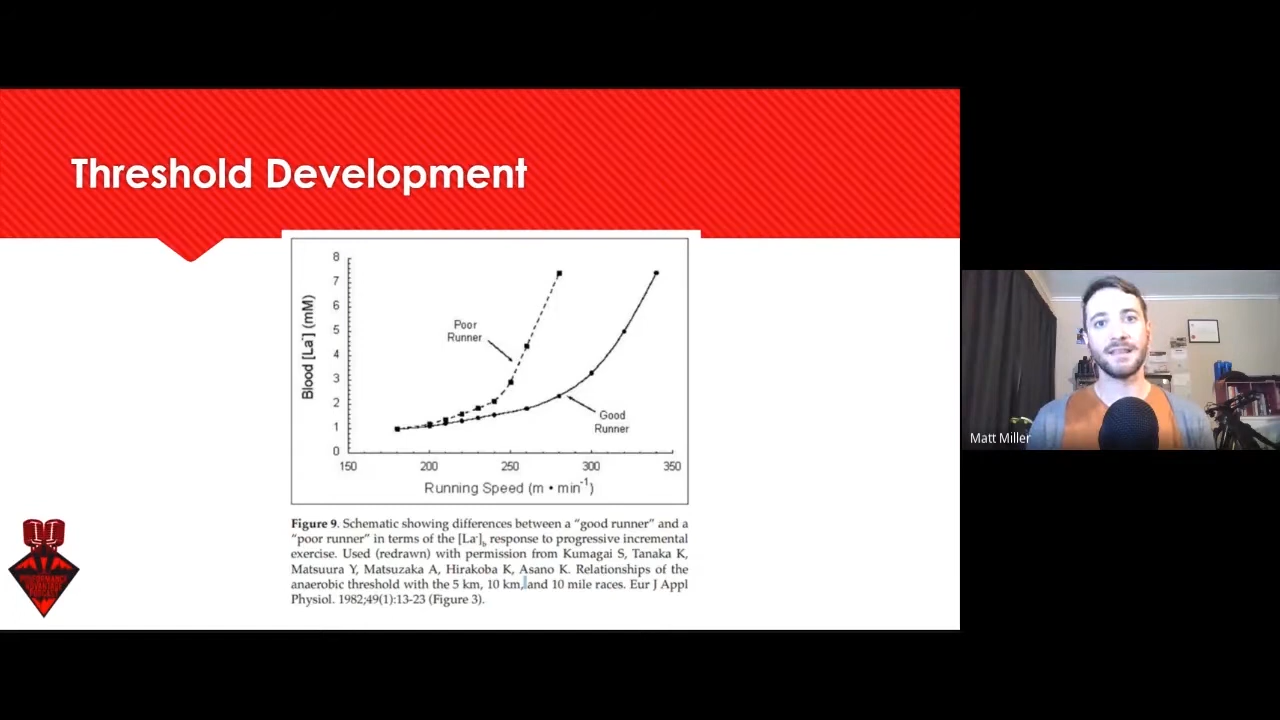 Threshold Development
8
7
6
5
4
3
2
1
0
Blood [La-] (mM)
Poor
Runner
Good
Runner
150 200 250 300 350
Running Speed (m • min-1)
Figure 9. Schematic showing differences between a “good runner” and a
“poor runner” in terms of the [La-]b response to progressive incremental
exercise. Used (redrawn) with permission from Kumagai S, Tanaka K,
Matsuura Y, Matsuzaka A, Hirakoba K, Asano K. Relationships of the
anaerobic threshold with the 5 km, 10 km, and 10 mile races. Eur J Appl
Physiol. 1982;49(1):13-23 (Figure 3).
Matt Miller